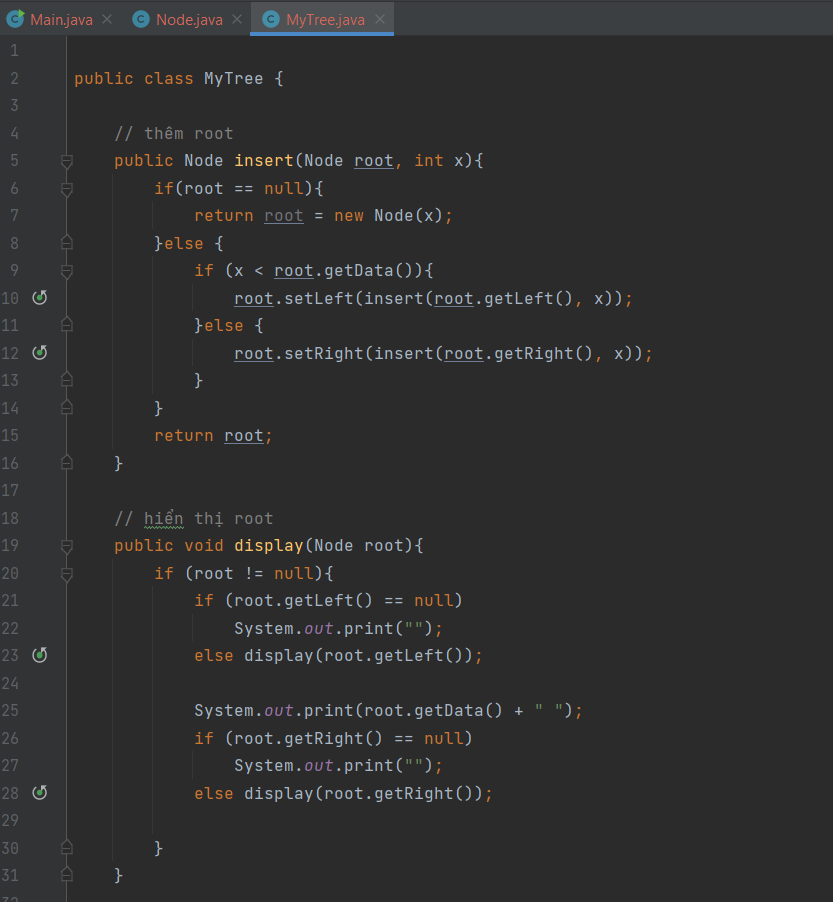 Main.java Node.java MyTree.java
1
2 public class MyTree {
3
4 // thêm root
5 public Node insert(Node root, int x){
6 if(root == null){
7 return root = new Node(x);
8 }else {
9 if (x < root.getData()){
10 root.setLeft(insert(root.getLeft(), x));
11 }else {
12 root.setRight(insert(root.getRight(), x));
13 }
14 }
15 return root;
16 }
17
18 // hiển thị root
19 public void display(Node root){
20 if (root != null){
21 if (root.getLeft() == null)
22 System.out.print("");
23 else display(root.getLeft());
24
25 System.out.print(root.getData() + " ");
26 if (root.getRight() == null)
27 System.out.print("");
28 else display(root.getRight());
29
30 }
31 }